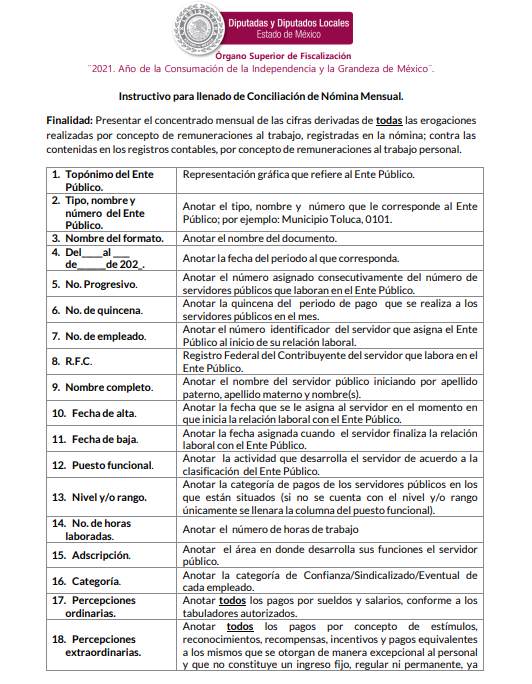 Diputadas y Diputados Locales
Estado de México
Órgano Superior de Fiscalización
¨2021. Año de la Consumación de la Independencia y la Grandeza de México¨.
Instructivo para llenado de Conciliación de Nómina Mensual.
Finalidad: Presentar el concentrado mensual de las cifras derivadas de todas las erogaciones
realizadas por concepto de remuneraciones al trabajo, registradas en la nómina; contra las
contenidas en los registros contables, por concepto de remuneraciones al trabajo personal.
1. Topónimo del Ente
Público.
Representación gráfica que refiere al Ente Público.
2. Tipo, nombre y
número del Ente
Público.
Anotar el tipo, nombre y número que le corresponde al Ente
Público; por ejemplo: Municipio Toluca, 0101.
3. Nombre del formato.
Anotar el nombre del documento.
4. Del____al ___
de______de 202_.
Anotar la fecha del periodo al que corresponda.
5. No. Progresivo.
Anotar el número asignado consecutivamente del número de
servidores públicos que laboran en el Ente Público.
6. No. de quincena.
Anotar la quincena del periodo de pago que se realiza a los
servidores públicos en el mes.
7. No. de empleado.
Anotar el número identificador del servidor que asigna el Ente
Público al inicio de su relación laboral.
8. R.F.C.
Registro Federal del Contribuyente del servidor que labora en el
Ente Público.
9. Nombre completo.
Anotar el nombre del servidor público iniciando por apellido
paterno, apellido materno y nombre(s).
10. Fecha de alta.
Anotar la fecha que se le asigna al servidor en el momento en
que inicia la relación laboral con el Ente Público.
11. Fecha de baja.
Anotar la fecha asignada cuando el servidor finaliza la relación
laboral con el Ente Público.
12. Puesto funcional.
Anotar la actividad que desarrolla el servidor de acuerdo a la
clasificación del Ente Público.
13. Nivel y/o rango.
Anotar la categoría de pagos de los servidores públicos en los
que están situados (si no se cuenta con el nivel y/o rango
únicamente se llenara la columna del puesto funcional).
14. No. de horas
laboradas.
Anotar el número de horas de trabajo
15. Adscripción.
Anotar el área en donde desarrolla sus funciones el servidor
público.
16. Categoría.
Anotar la categoría de Confianza/Sindicalizado/Eventual de
cada empleado.
17. Percepciones
ordinarias.
Anotar todos los pagos por sueldos y salarios, conforme a los
tabuladores autorizados.
18. Percepciones
extraordinarias.
Anotar todos los pagos por concepto de estímulos,
reconocimientos, recompensas, incentivos y pagos equivalentes
a los mismos que se otorgan de manera excepcional al personal
y que no constituye un ingreso fijo, regular ni permanente, ya